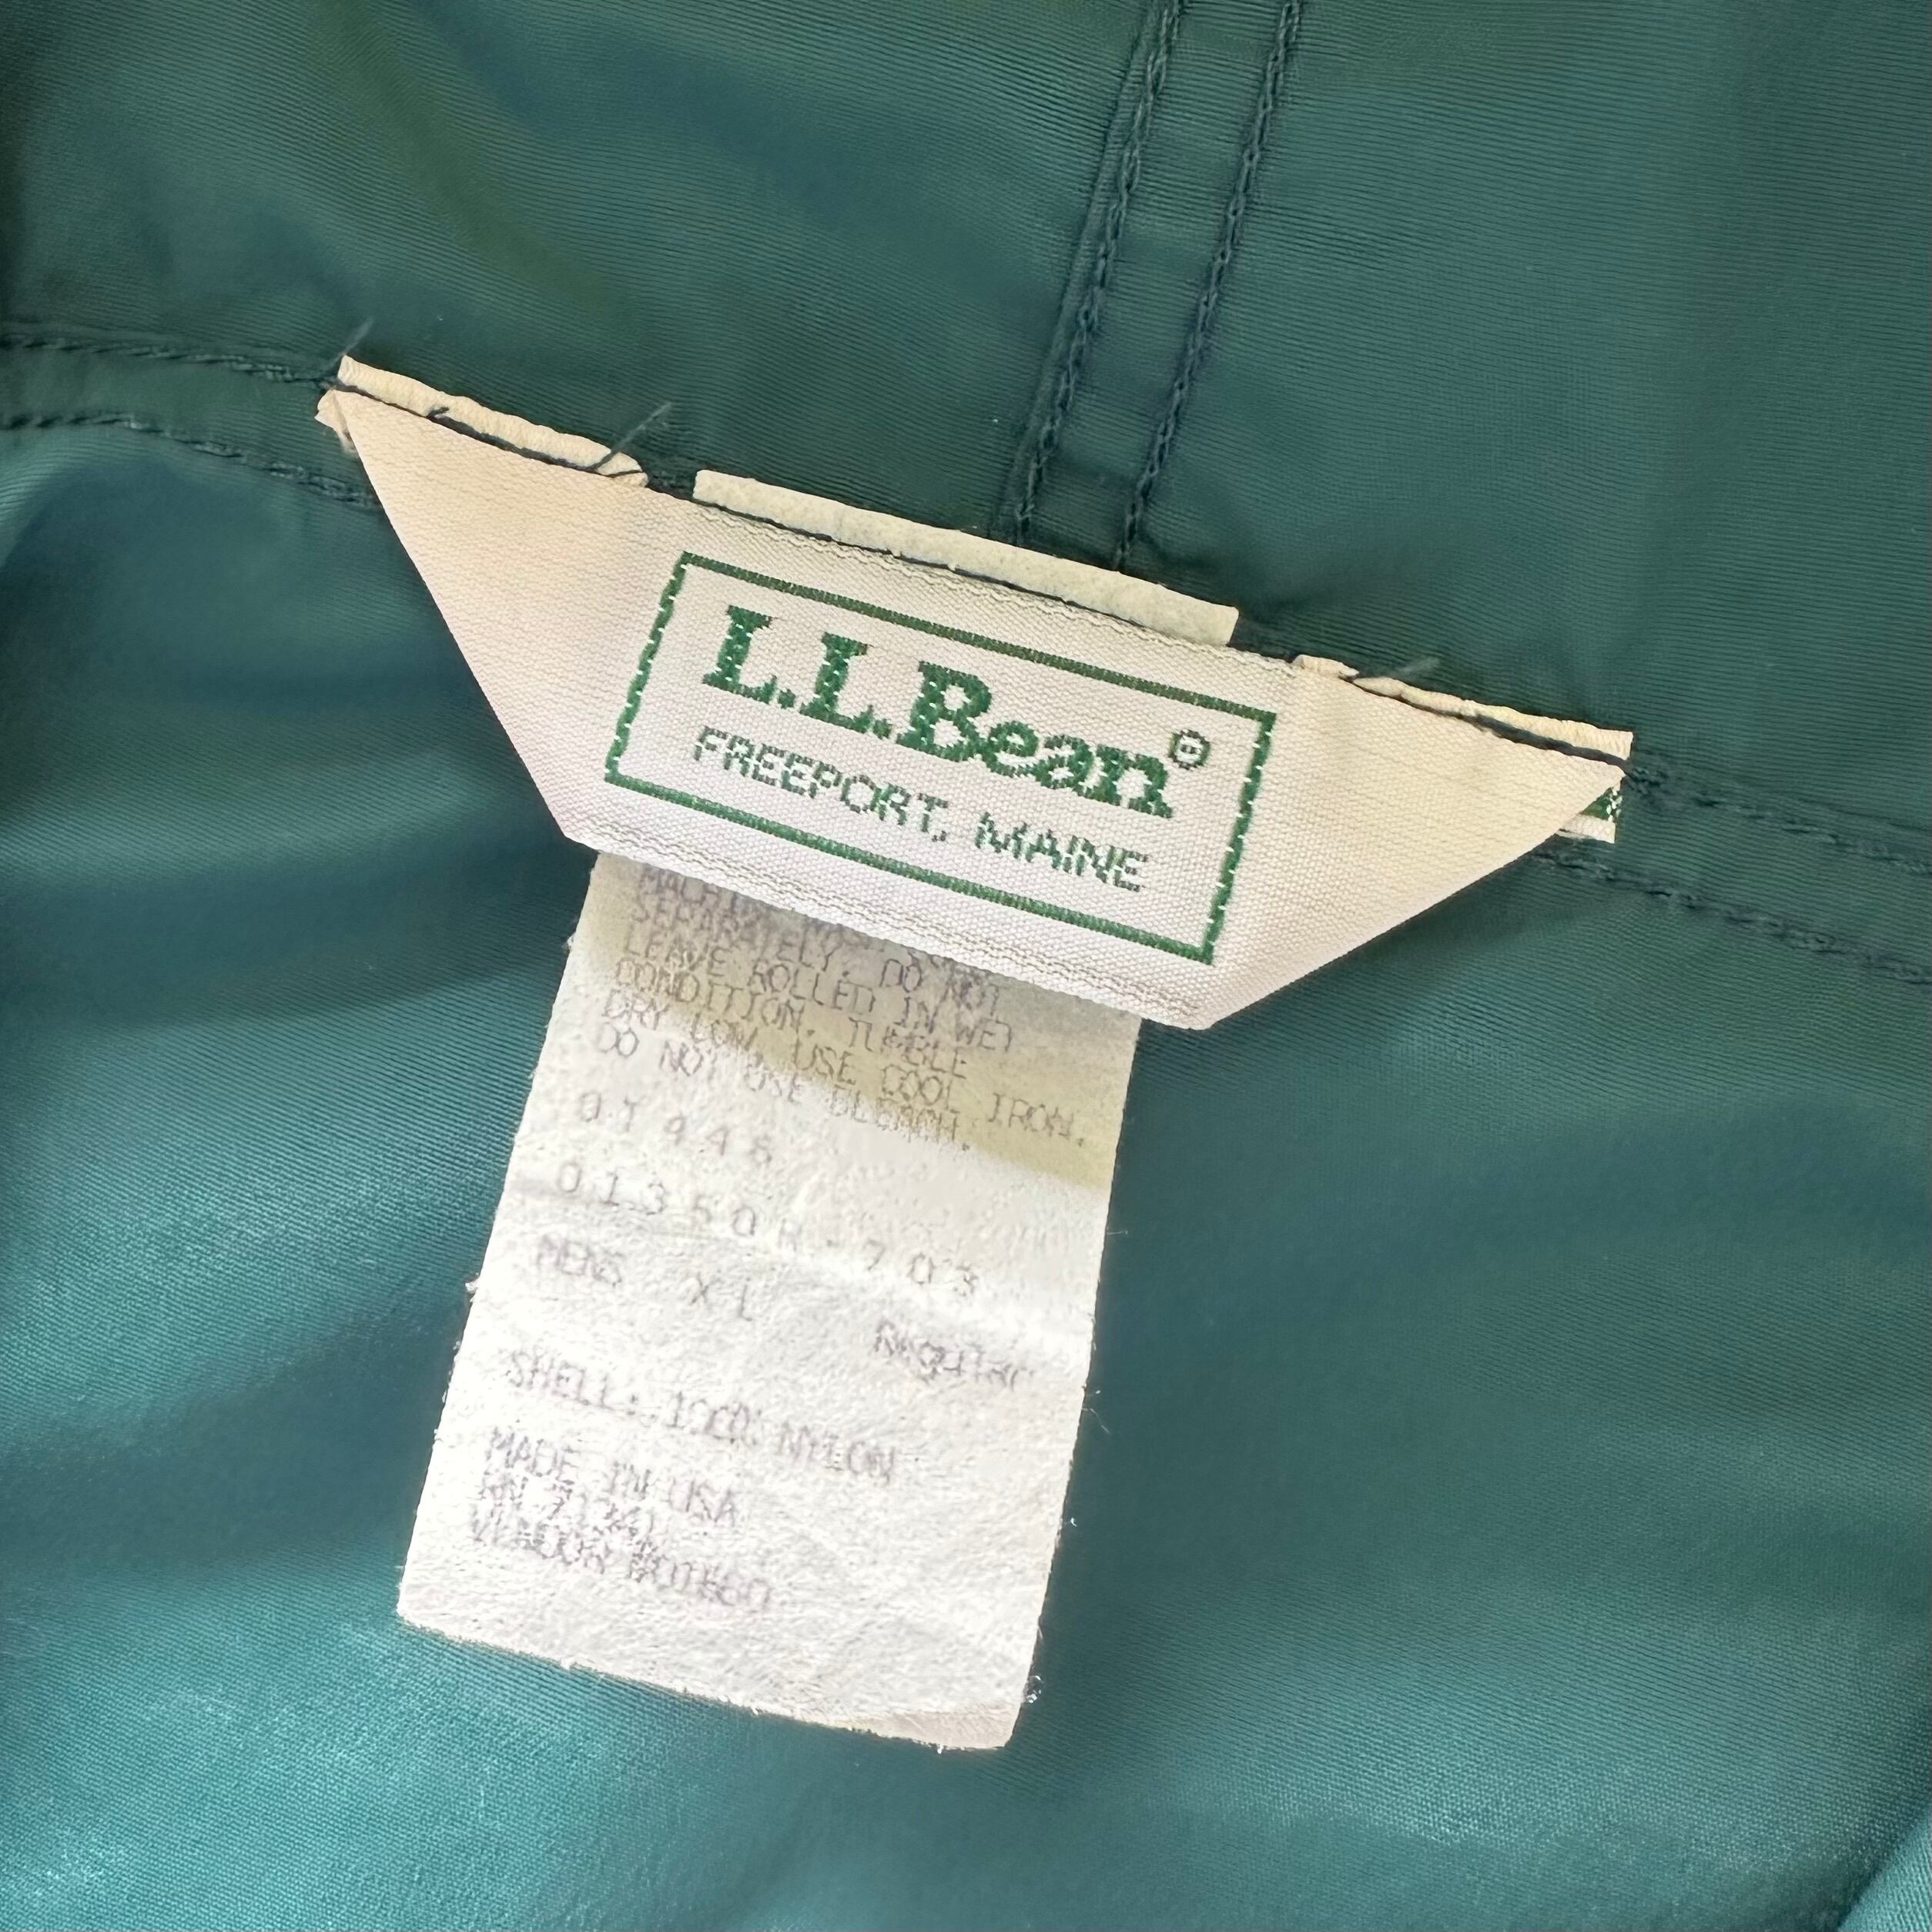 L.L.Bean®
FREEPORT, MAINE
SEPARATELY. DO NOT
LEAVE ROLLED IN WET
CONDITION. TUMBLE
DRY LOW. USE COOL IRON.
DO NOT USE BLEACH.
MENS XL
SHELL: 100% NYLON
MADE IN USA